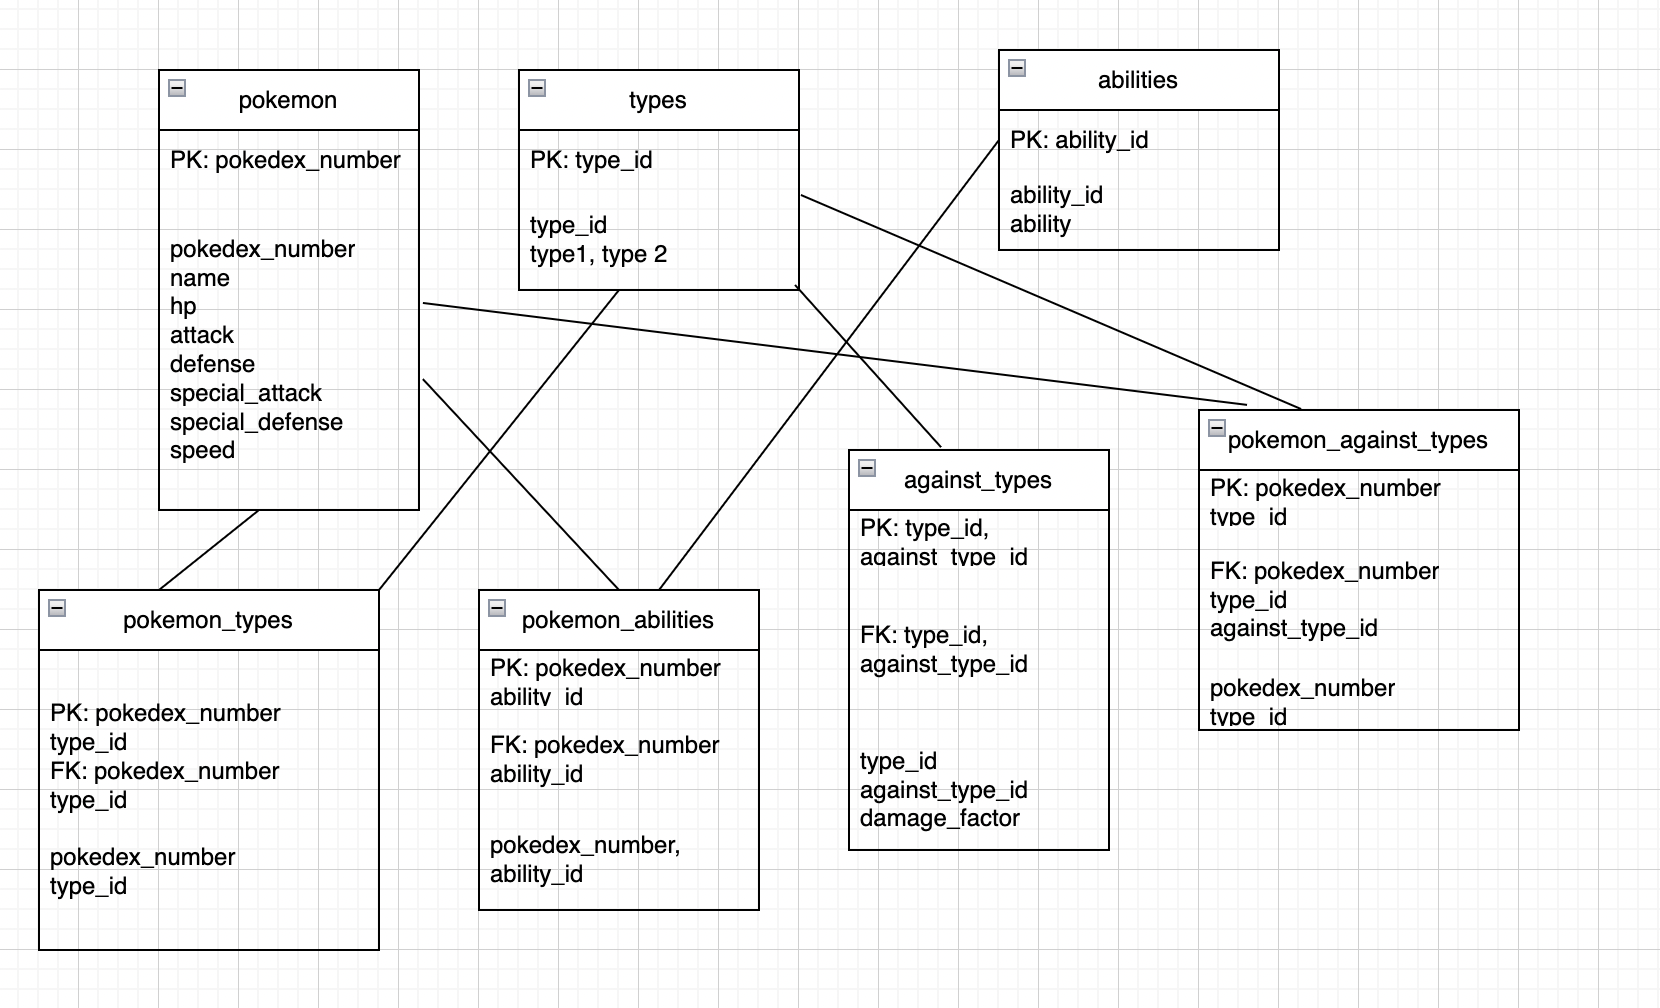 pokemon
PK: pokedex_number
pokedex_number
name
hp
attack
defense
special_attack
special_defense
speed
types
PK: type_id
type_id
type1, type 2
abilities
PK: ability_id
ability_id
ability
pokemon_types
PK: pokedex_number
type_id
FK: pokedex_number
type_id
pokedex_number
type_id
pokemon_abilities
PK: pokedex_number
ability_id
FK: pokedex_number
ability_id
pokedex_number,
ability_id
against_types
PK: type_id,
against_type_id
FK: type_id,
against_type_id
type_id
against_type_id
damage_factor
pokemon_against_types
PK: pokedex_number
type_id
FK: pokedex_number
type_id
against_type_id
pokedex_number
type_id